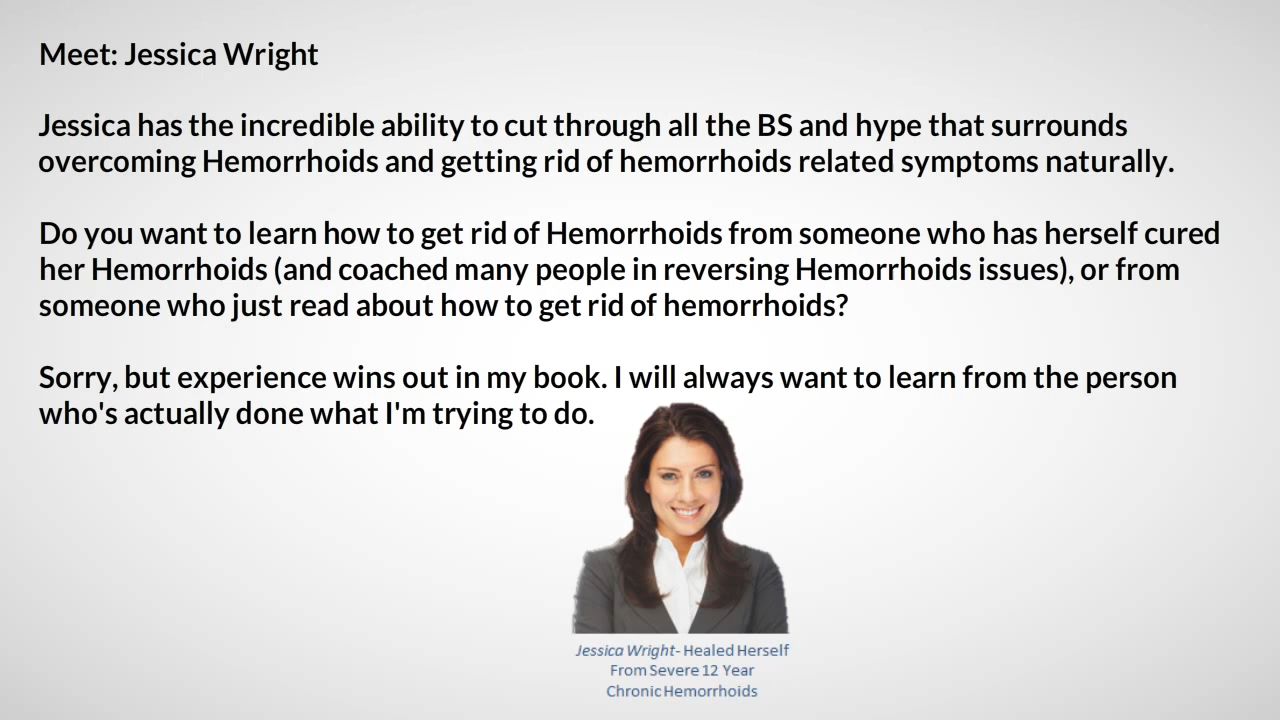 Meet: Jessica Wright
Jessica has the incredible ability to cut through all the BS and hype that surrounds
overcoming Hemorrhoids and getting rid of hemorrhoids related symptoms naturally.
Do you want to learn how to get rid of Hemorrhoids from someone who has herself cured
her Hemorrhoids (and coached many people in reversing Hemorrhoids issues), or from
someone who just read about how to get rid of hemorrhoids?
Sorry, but experience wins out in my book. I will always want to learn from the person
who's actually done what I'm trying to do.
Jessica Wright- Healed Herself
From Severe 12 Year
Chronic Hemorrhoids